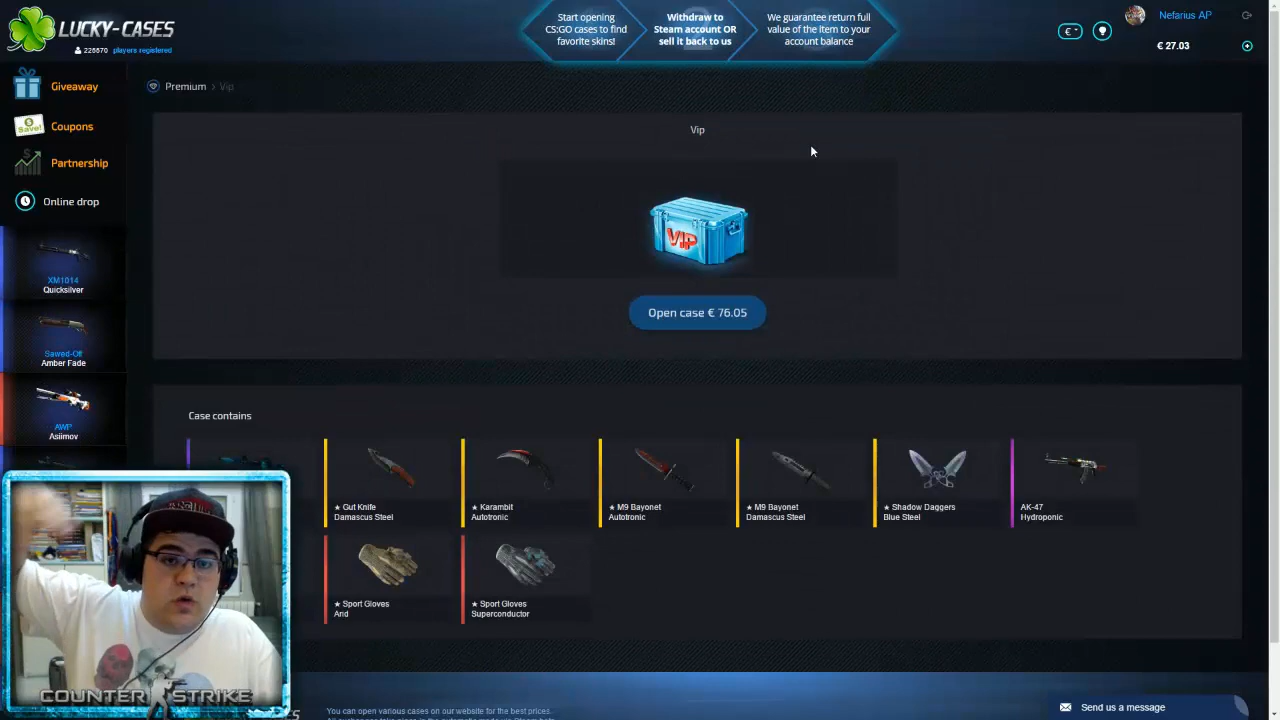 LUCKY-CASES
225570 players registered
Start opening
CS:GO cases to find
favorite skins!
Withdraw to
Steam account OR
sell it back to us
We guarantee return full
value of the item to your
account balance
€
Nefarius AP
€ 27.03
Giveaway
Save!
Coupons
Partnership
Online drop
Premium > Vip
Vip
VIP
Open case € 76.05
XM1014
Quicksilver
Sawed-Off
Amber Fade
AWP
Asiimov
Case contains
★ Gut Knife
Damascus Steel
★ Karambit
Autotronic
★ M9 Bayonet
Autotronic
★ M9 Bayonet
Damascus Steel
★ Shadow Daggers
Blue Steel
AK-47
Hydroponic
★ Sport Gloves
Arid
★ Sport Gloves
Superconductor
COUNTER STRIKE
You can open various cases on our website for the best prices.
Send us a message